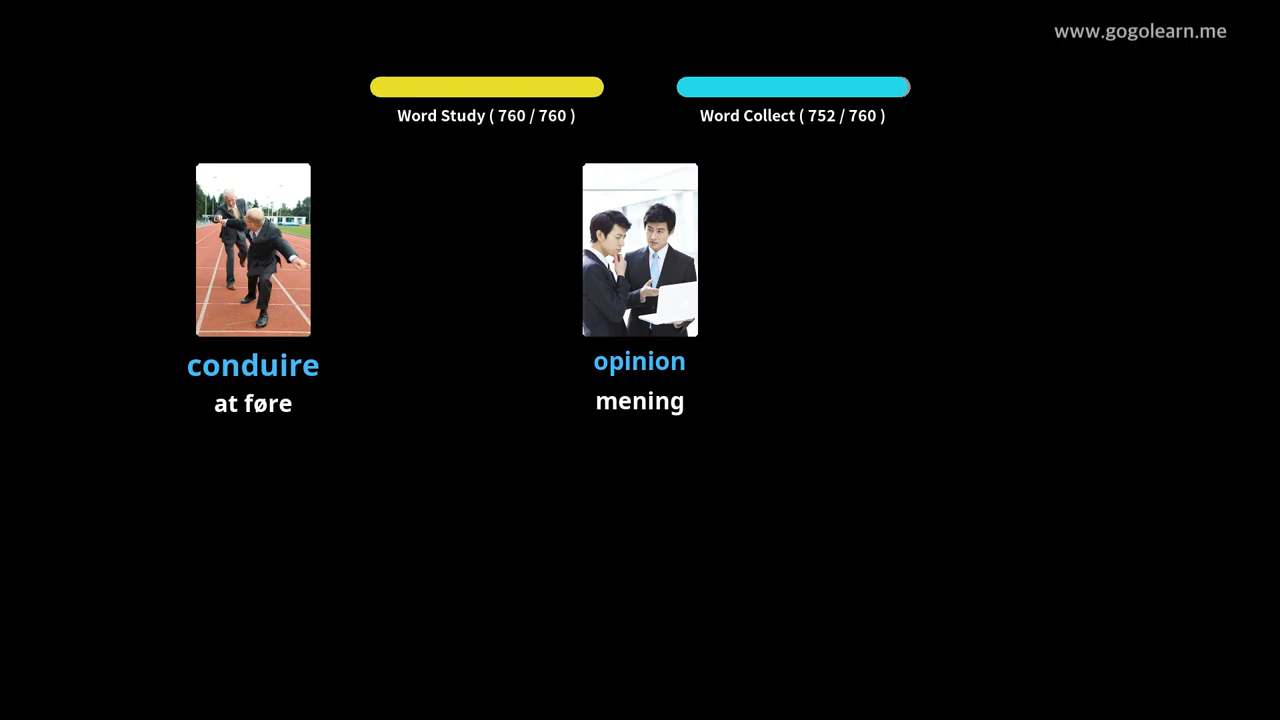 www.gogolearn.me
Word Study ( 760 / 760 )
Word Collect ( 752 / 760 )
conduire
at føre
opinion
mening